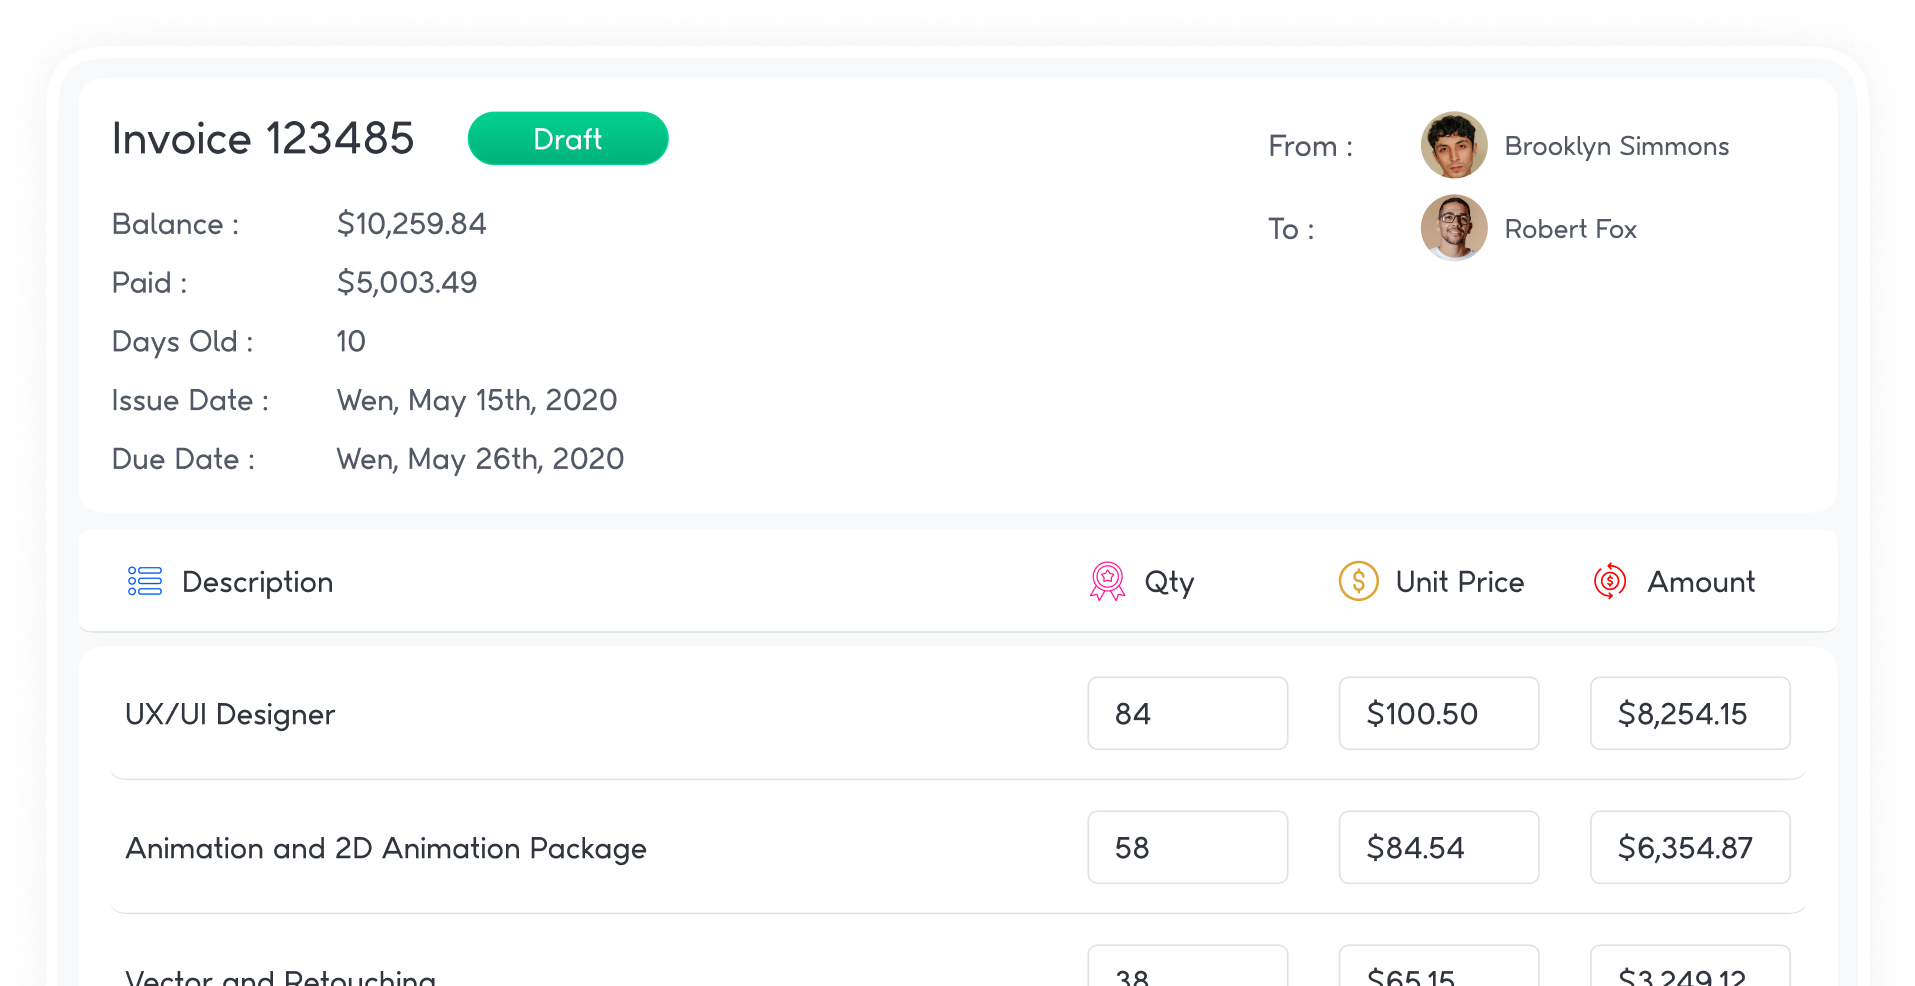 Invoice 123485 Draft
From : Brooklyn Simmons
To : Robert Fox
Balance : $10,259.84
Paid : $5,003.49
Days Old : 10
Issue Date : Wen, May 15th, 2020
Due Date : Wen, May 26th, 2020
Description Qty Unit Price Amount
UX/UI Designer 84 $100.50 $8,254.15
Animation and 2D Animation Package 58 $84.54 $6,354.87
Vector and Retouching 38 $65.15 $3,249.12